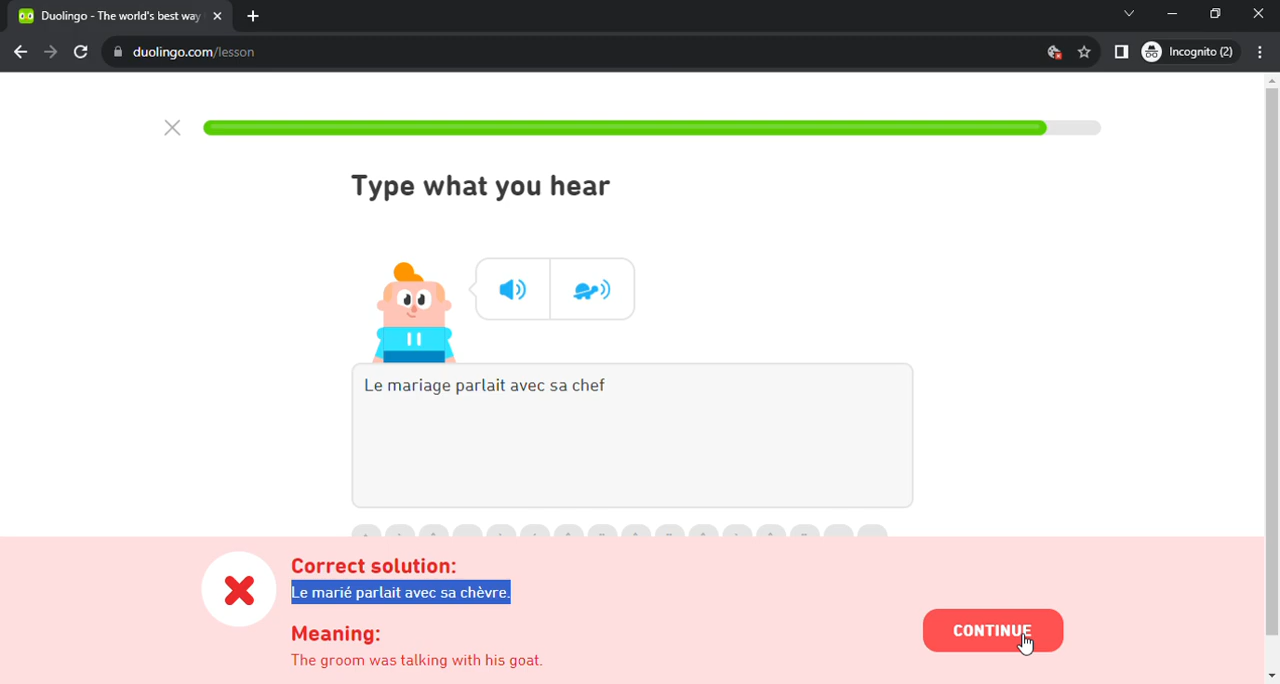 Duolingo - The world's best way
duolingo.com/lesson
Incognito (2)
Type what you hear
Le mariage parlait avec sa chef
Correct solution:
Le marié parlait avec sa chèvre.
Meaning:
The groom was talking with his goat.
CONTINUE